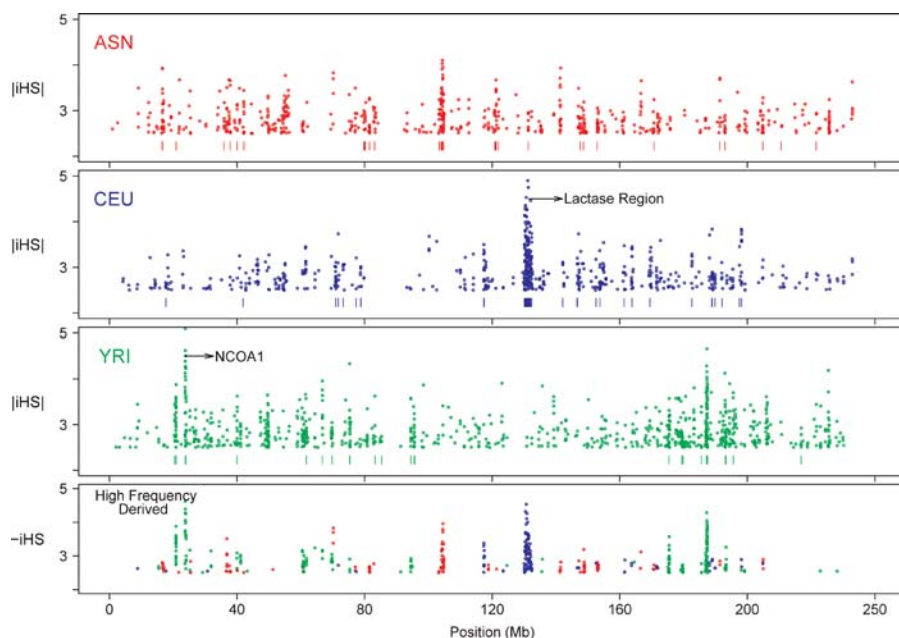 5
ASN
|iHS|
3
5
CEU
Lactase Region
|iHS|
3
5
YRI
NCOA1
|iHS|
3
5
High Frequency
Derived
−iHS
3
0 40 80 120 160 200 250
Position (Mb)